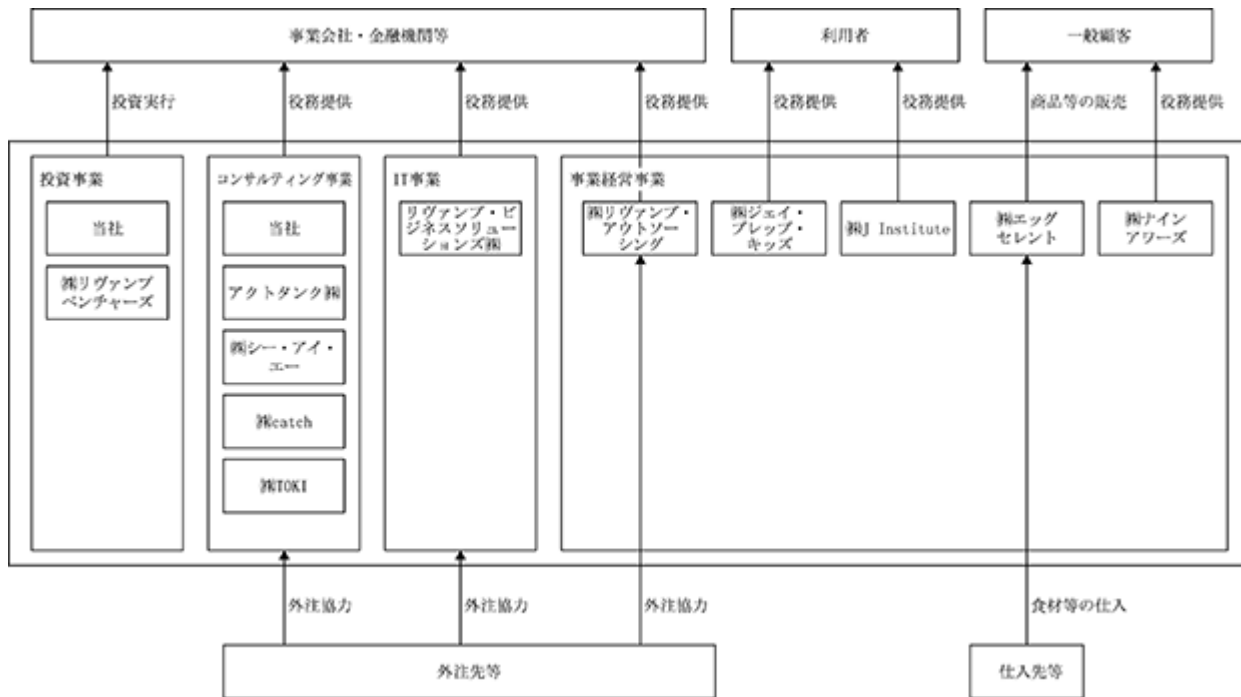 事業会社・金融機関等
利用者
一般顧客
投資実行
役務提供
役務提供
役務提供
役務提供
役務提供
商品等の販売
役務提供
投資事業
コンサルティング事業
IT事業
事業経営事業
当社
当社
リヴァンプ・ビ
ジネスソリュー
ションズ㈱
㈱リヴァンプ・
アウトソー
シング
㈱ジェイ・
プレップ・
キッズ
㈱J Institute
㈱エッグ
セレント
㈱ナイン
アワーズ
㈱リヴァンプ
ベンチャーズ
アクトタンク㈱
㈱シー・アイ・
エー
㈱catch
㈱TOKI
外注協力
外注協力
外注協力
食材等の仕入
外注先等
仕入先等